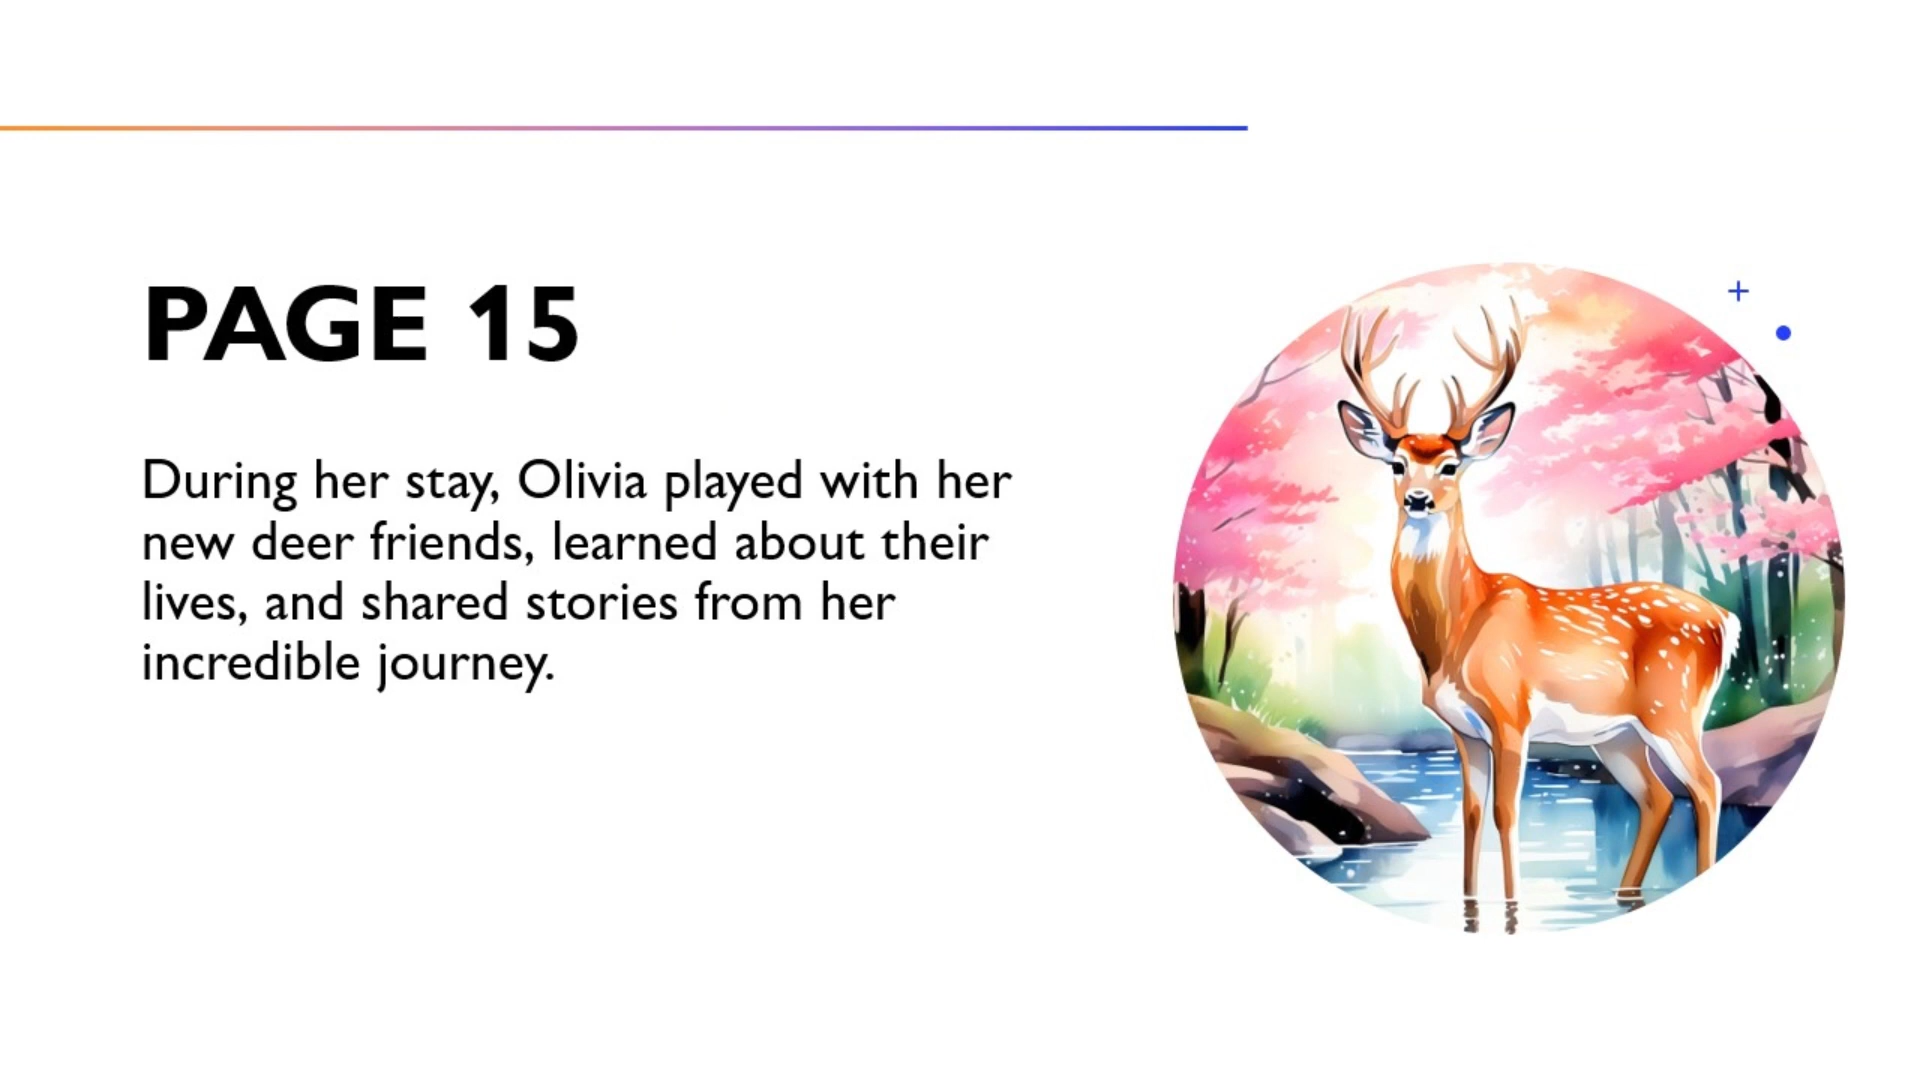 PAGE 15
During her stay, Olivia played with her
new deer friends, learned about their
lives, and shared stories from her
incredible journey.